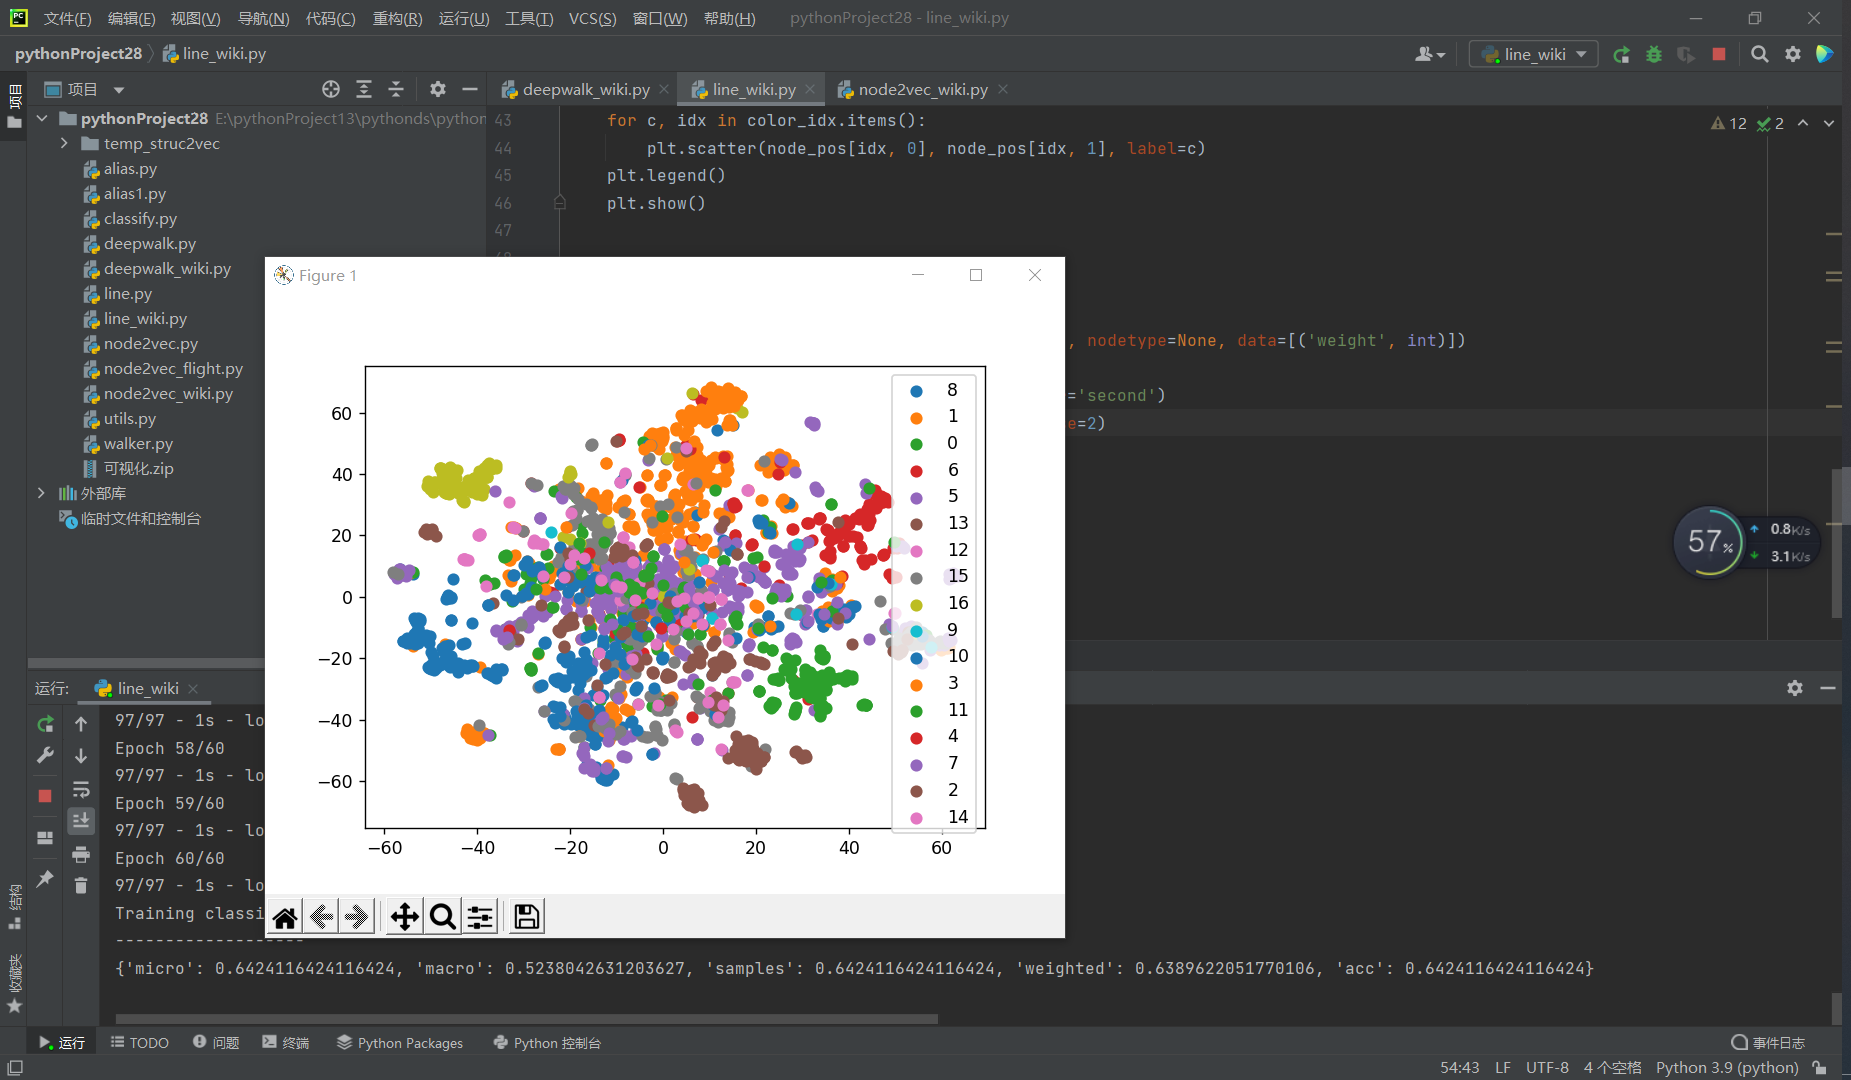 文件(F) 编辑(E) 视图(V) 导航(N) 代码(C) 重构(R) 运行(U) 工具(T) VCS(S) 窗口(W) 帮助(H) pythonProject28 - line_wiki.py
pythonProject28 line_wiki.py line_wiki
项目
项目 deepwalk_wiki.py line_wiki.py node2vec_wiki.py
pythonProject28 E:\pythonProject13\pythonds\python
temp_struc2vec
alias.py
alias1.py
classify.py
deepwalk.py
deepwalk_wiki.py
line.py
line_wiki.py
node2vec.py
node2vec_flight.py
node2vec_wiki.py
utils.py
walker.py
可视化.zip
外部库
临时文件和控制台
43 for c, idx in color_idx.items():
44 plt.scatter(node_pos[idx, 0], node_pos[idx, 1], label=c)
45 plt.legend()
46 plt.show()
47
12 2
, nodetype=None, data=[('weight', int)])
='second')
e=2)
57% 0.8K/s
3.1K/s
Figure 1
60
40
20
0
−20
−40
−60
−60 −40 −20 0 20 40 60
8
1
0
6
5
13
12
15
16
9
10
3
11
4
7
2
14
运行: line_wiki
97/97 - 1s - lo
Epoch 58/60
97/97 - 1s - lo
Epoch 59/60
97/97 - 1s - lo
Epoch 60/60
97/97 - 1s - lo
Training classi
-------------------
{'micro': 0.6424116424116424, 'macro': 0.5238042631203627, 'samples': 0.6424116424116424, 'weighted': 0.6389622051770106, 'acc': 0.6424116424116424}
结构
收藏夹
运行 TODO 问题 终端 Python Packages Python 控制台 事件日志
54:43 LF UTF-8 4 个空格 Python 3.9 (python)